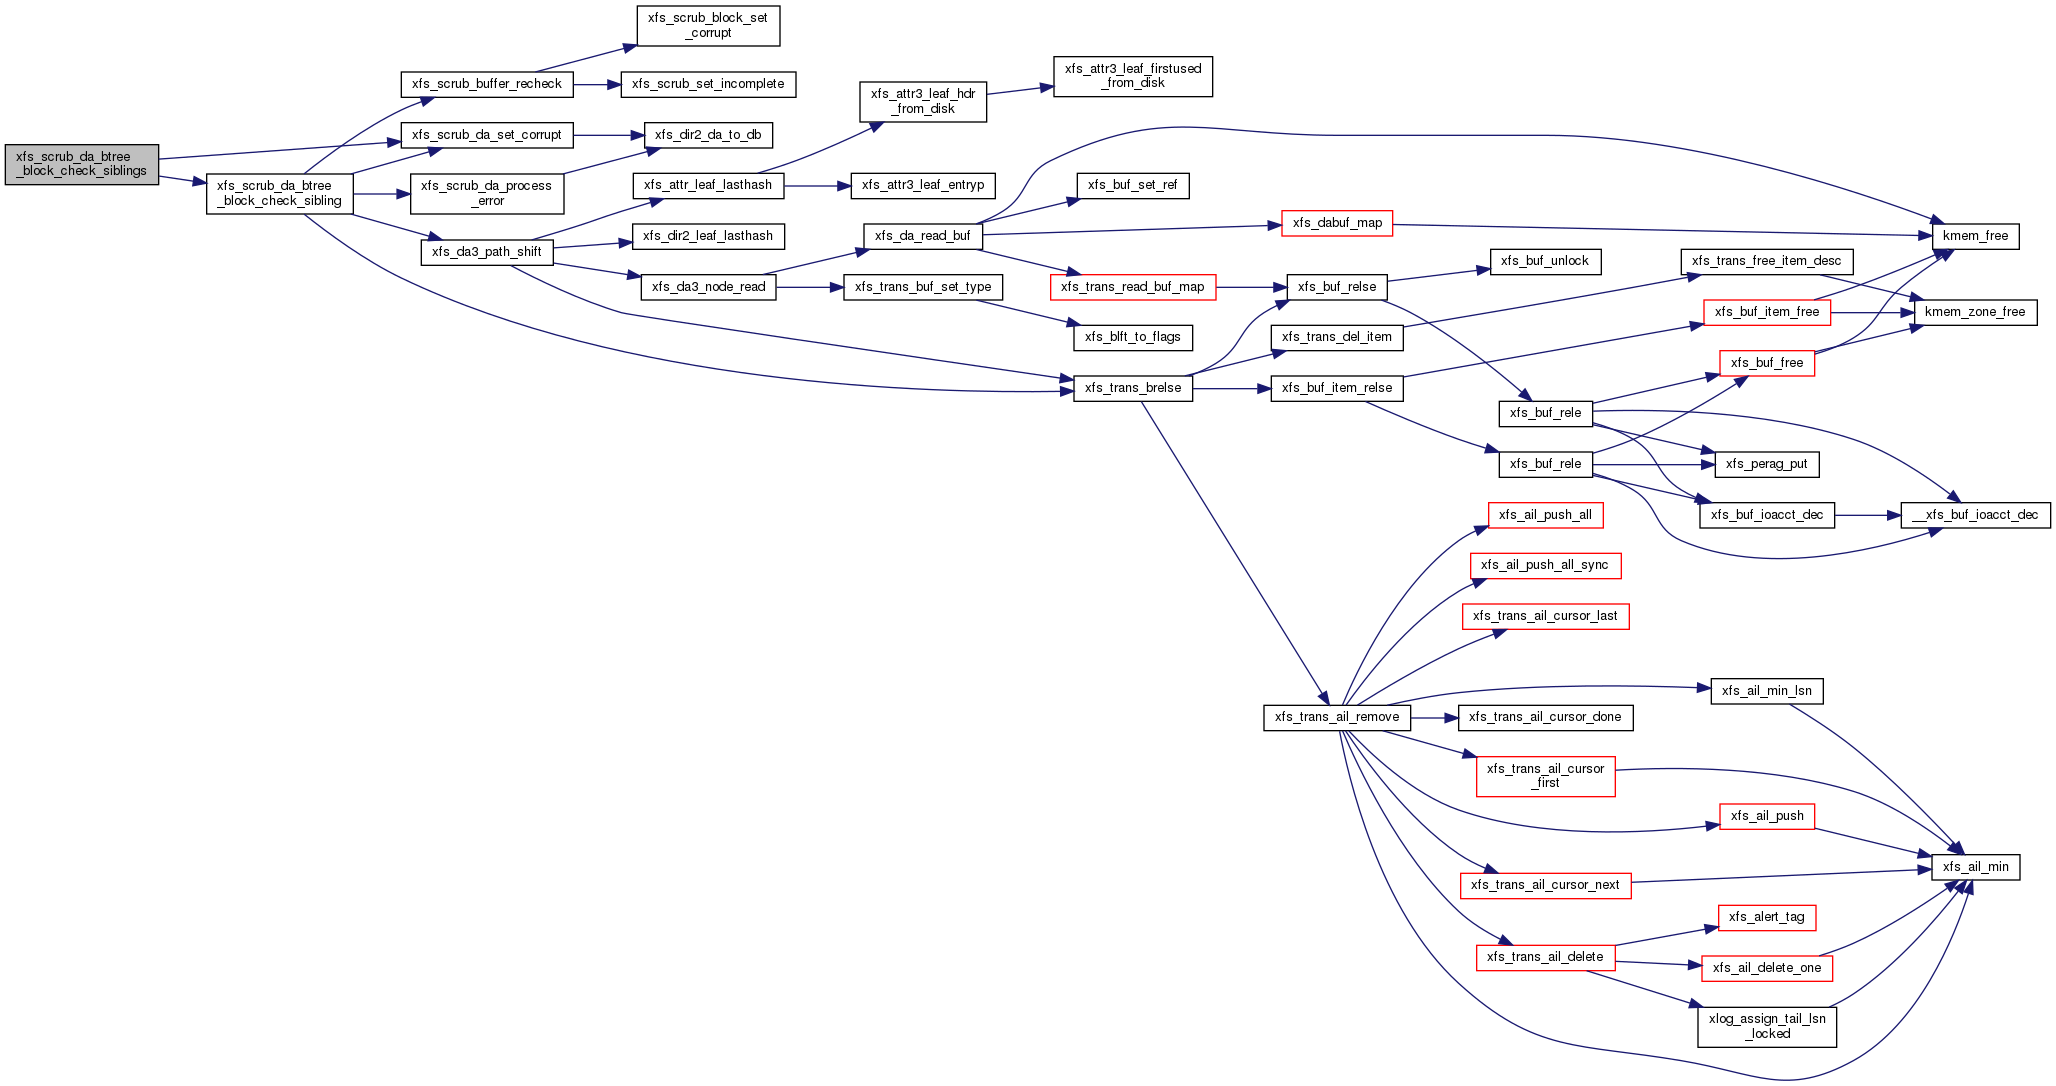 xfs_scrub_da_btree
_block_check_siblings
xfs_scrub_da_btree
_block_check_sibling
xfs_scrub_buffer_recheck
xfs_scrub_da_set_corrupt
xfs_scrub_da_process
_error
xfs_da3_path_shift
xfs_scrub_block_set
_corrupt
xfs_scrub_set_incomplete
xfs_dir2_da_to_db
xfs_attr_leaf_lasthash
xfs_dir2_leaf_lasthash
xfs_da3_node_read
xfs_attr3_leaf_hdr
_from_disk
xfs_attr3_leaf_entryp
xfs_da_read_buf
xfs_trans_buf_set_type
xfs_attr3_leaf_firstused
_from_disk
xfs_buf_set_ref
xfs_trans_read_buf_map
xfs_blft_to_flags
xfs_trans_brelse
xfs_dabuf_map
xfs_buf_relse
xfs_trans_del_item
xfs_buf_item_relse
xfs_trans_ail_remove
xfs_buf_unlock
xfs_buf_rele
xfs_buf_rele
xfs_ail_push_all
xfs_ail_push_all_sync
xfs_trans_ail_cursor_last
xfs_trans_ail_cursor_done
xfs_trans_ail_cursor
_first
xfs_trans_ail_cursor_next
xfs_trans_ail_delete
xfs_trans_free_item_desc
xfs_buf_item_free
xfs_buf_free
xfs_perag_put
xfs_buf_ioacct_dec
xfs_ail_min_lsn
xfs_ail_push
xfs_alert_tag
xfs_ail_delete_one
xlog_assign_tail_lsn
_locked
kmem_free
kmem_zone_free
__xfs_buf_ioacct_dec
xfs_ail_min